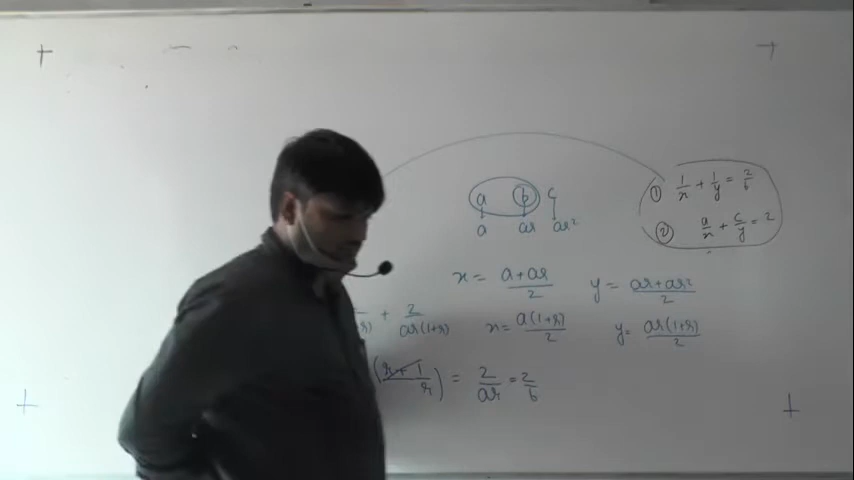 a b c
a ar ar²
① 1/x + 1/y = 2/b
② a/x + c/y = 2
x = a + ar / 2
y = ar + ar² / 2
+ 2 / ar(1+r)
x = a(1+r) / 2
y = ar(1+r) / 2
(r + 1 / r) = 2 / ar = 2 / b